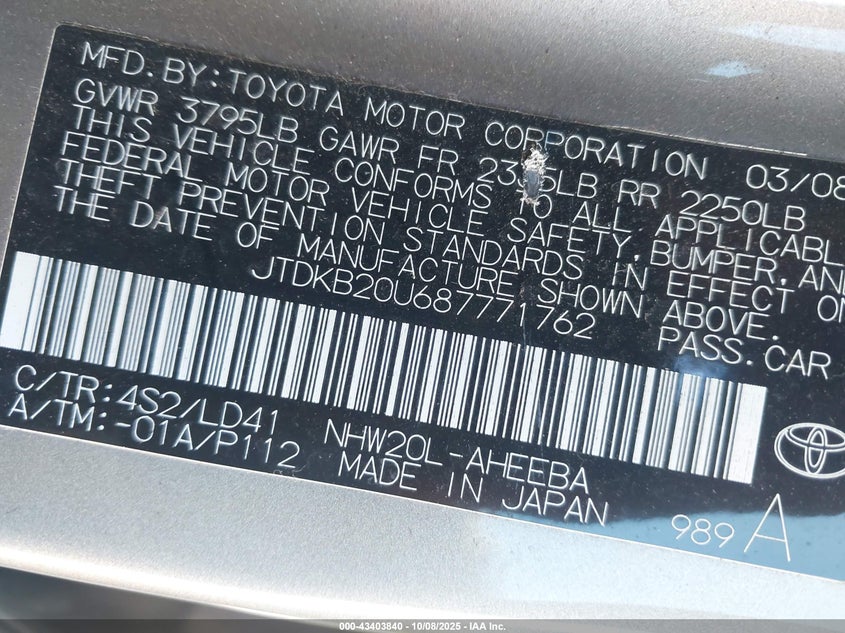 MFD. BY: TOYOTA MOTOR CORPORATION 03/08
GVWR 3795LB GAWR FR LB RR 2250LB
THIS VEHICLE CONFORMS TO ALL APPLICABL
FEDERAL MOTOR VEHICLE SAFETY, BUMPER, AN
THEFT PREVENTION STANDARDS IN EFFECT ON
THE DATE OF MANUFACTURE SHOWN ABOVE.
JTDKB20U687771762 PASS. CAR
C/TR: 4S2/LD41 NHW20L-AHEEBA
A/TM: -01A/P112 MADE IN JAPAN
989 A
000-43403840 - 10/08/2025 - IAA Inc.